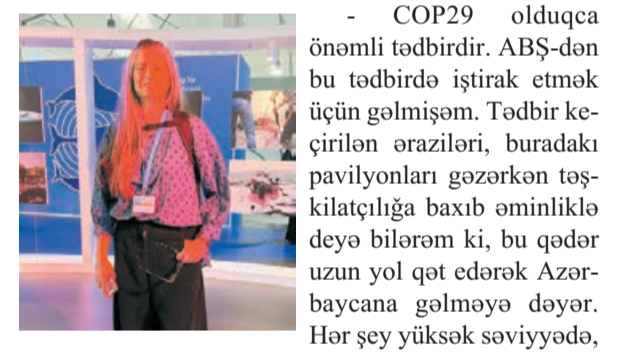 - COP29 olduqca
önəmli tədbirdir. ABŞ-dən
bu tədbirdə iştirak etmək
üçün gəlmişəm. Tədbir ke-
çirilən əraziləri, buradakı
pavilyonları gəzərkən təş-
kilatçılığa baxıb əminliklə
deyə bilərəm ki, bu qədər
uzun yol qət edərək Azər-
baycana gəlməyə dəyər.
Hər şey yüksək səviyyədə,